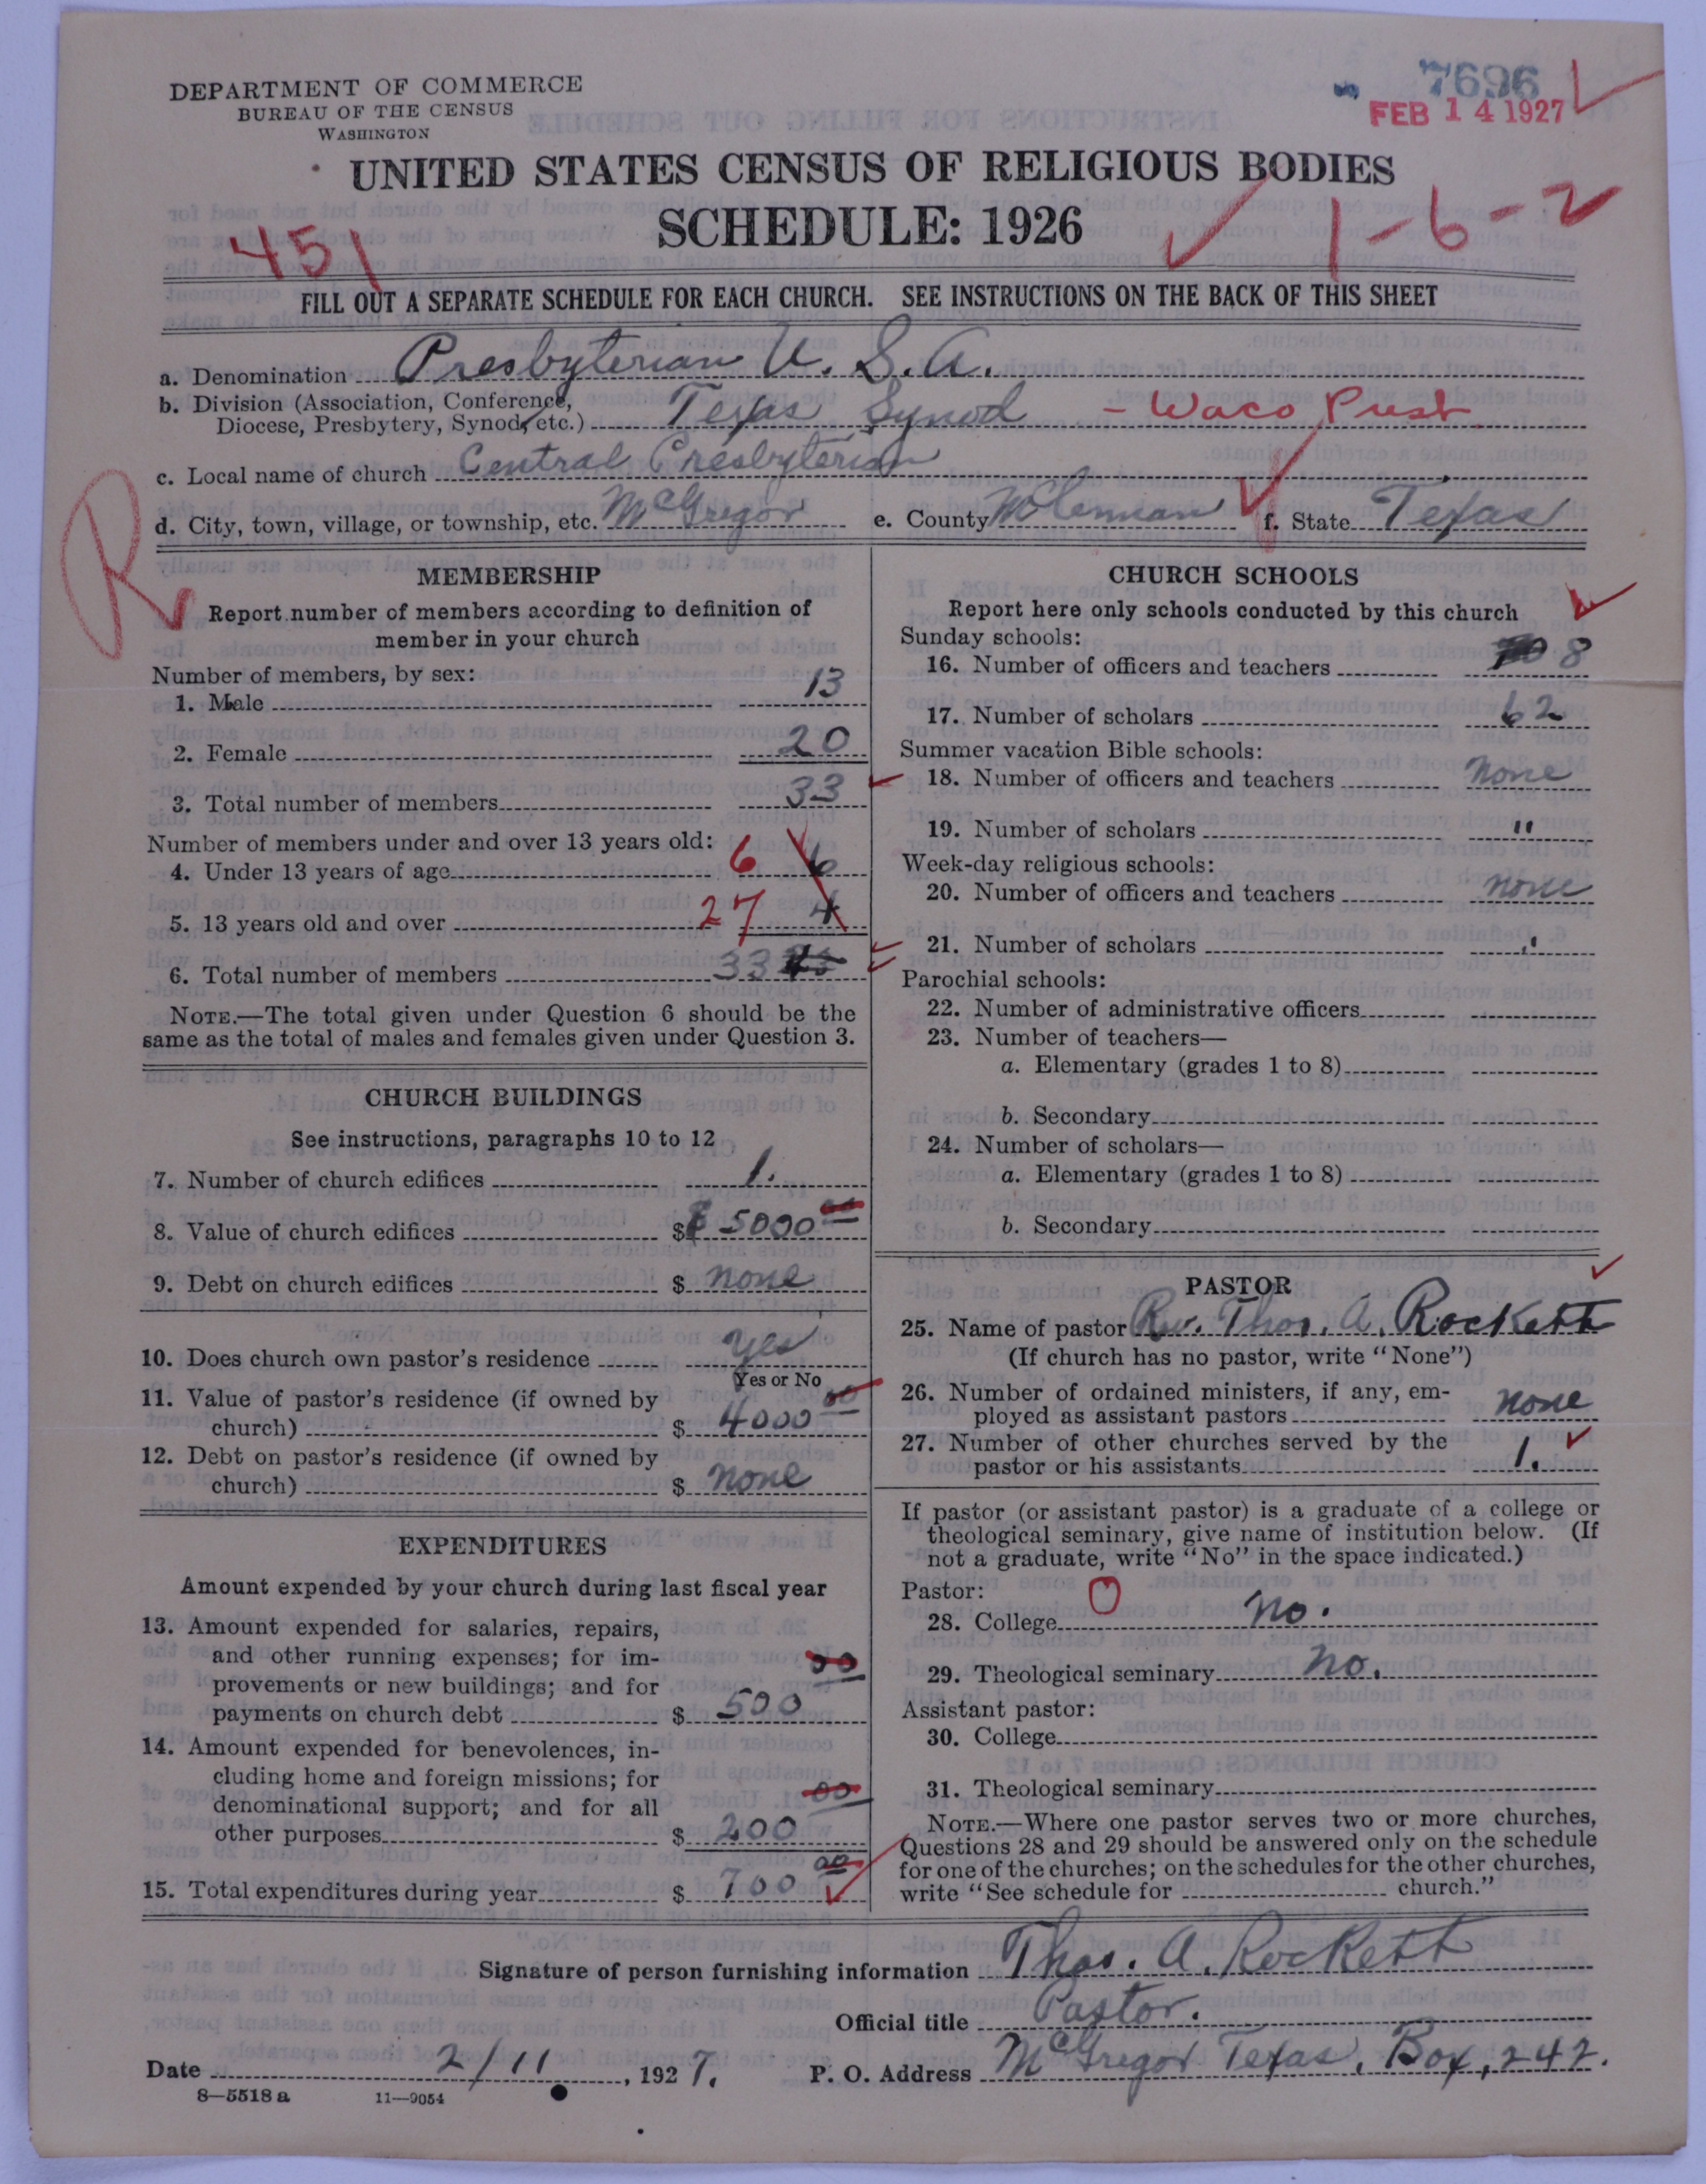 DEPARTMENT OF COMMERCE
BUREAU OF THE CENSUS
WASHINGTON
7696
FEB 14 1927
UNITED STATES CENSUS OF RELIGIOUS BODIES
SCHEDULE: 1926
451
1-6-2
FILL OUT A SEPARATE SCHEDULE FOR EACH CHURCH. SEE INSTRUCTIONS ON THE BACK OF THIS SHEET
a. Denomination Presbyterian U. S. A.
b. Division (Association, Conference,
Diocese, Presbytery, Synod, etc.) Texas Synod - Waco Presb
c. Local name of church Central Presbyterian
d. City, town, village, or township, etc. McGregor e. County McLennan f. State Texas
R
MEMBERSHIP
Report number of members according to definition of
member in your church
Number of members, by sex:
1. Male 13
2. Female 20
3. Total number of members 33
Number of members under and over 13 years old:
4. Under 13 years of age 6 6
5. 13 years old and over 27 4
6. Total number of members 33
NOTE.—The total given under Question 6 should be the
same as the total of males and females given under Question 3.
CHURCH BUILDINGS
See instructions, paragraphs 10 to 12
7. Number of church edifices 1.
8. Value of church edifices $ 5000 00
9. Debt on church edifices $ none
10. Does church own pastor's residence yes
Yes or No
11. Value of pastor's residence (if owned by
church) $ 4000 00
12. Debt on pastor's residence (if owned by
church) $ none
EXPENDITURES
Amount expended by your church during last fiscal year
13. Amount expended for salaries, repairs,
and other running expenses; for im-
provements or new buildings; and for
payments on church debt $ 500 00
14. Amount expended for benevolences, in-
cluding home and foreign missions; for
denominational support; and for all
other purposes $ 200 00
15. Total expenditures during year $ 700 00
CHURCH SCHOOLS
Report here only schools conducted by this church
Sunday schools:
16. Number of officers and teachers 8
17. Number of scholars 62
Summer vacation Bible schools:
18. Number of officers and teachers none
19. Number of scholars "
Week-day religious schools:
20. Number of officers and teachers none
21. Number of scholars "
Parochial schools:
22. Number of administrative officers
23. Number of teachers—
a. Elementary (grades 1 to 8)
b. Secondary
24. Number of scholars—
a. Elementary (grades 1 to 8)
b. Secondary
PASTOR
25. Name of pastor Rev. Thos. A. Rockett
(If church has no pastor, write "None")
26. Number of ordained ministers, if any, em-
ployed as assistant pastors none
27. Number of other churches served by the
pastor or his assistants 1.
If pastor (or assistant pastor) is a graduate of a college or
theological seminary, give name of institution below. (If
not a graduate, write "No" in the space indicated.)
Pastor: 0
28. College no.
29. Theological seminary no.
Assistant pastor:
30. College
31. Theological seminary
NOTE.—Where one pastor serves two or more churches,
Questions 28 and 29 should be answered only on the schedule
for one of the churches; on the schedules for the other churches,
write "See schedule for church."
Signature of person furnishing information Thos. A. Rockett
Official title Pastor.
Date 2/11, 1927. P. O. Address McGregor Texas, Box, 242.
8—5518 a 11—9054